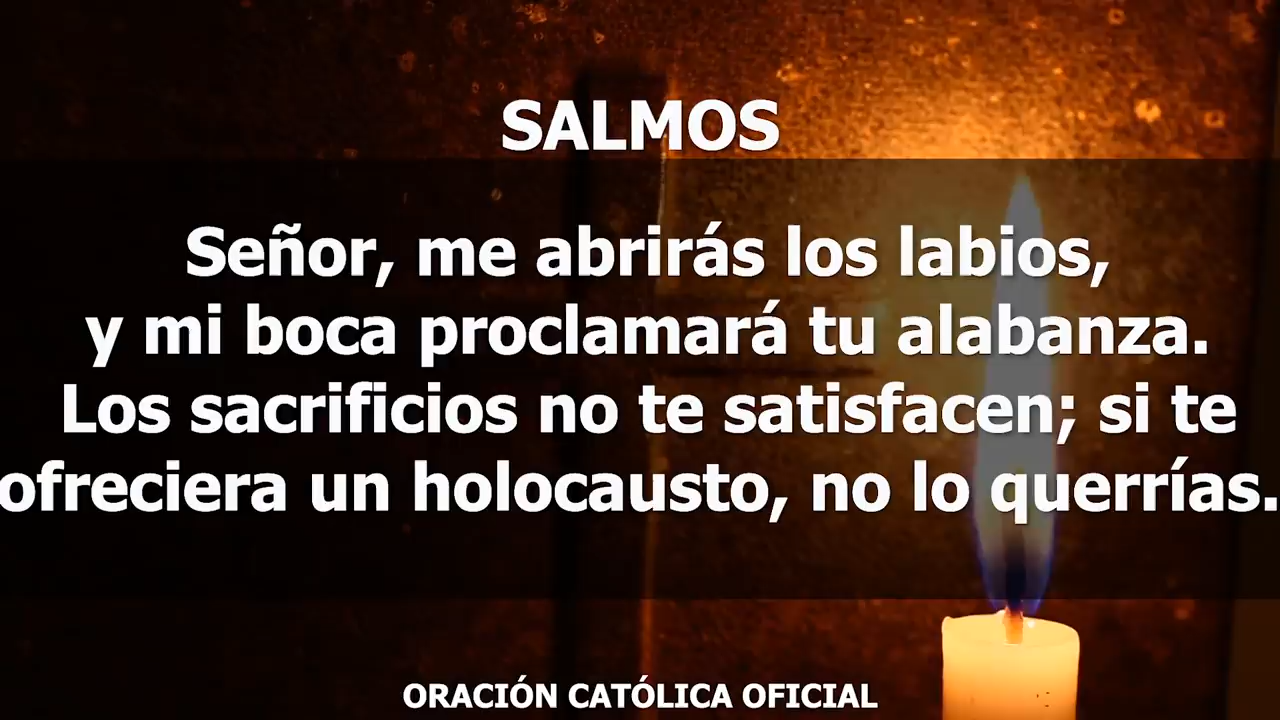 SALMOS
Señor, me abrirás los labios,
y mi boca proclamará tu alabanza.
Los sacrificios no te satisfacen; si te
ofreciera un holocausto, no lo querrías.
ORACIÓN CATÓLICA OFICIAL